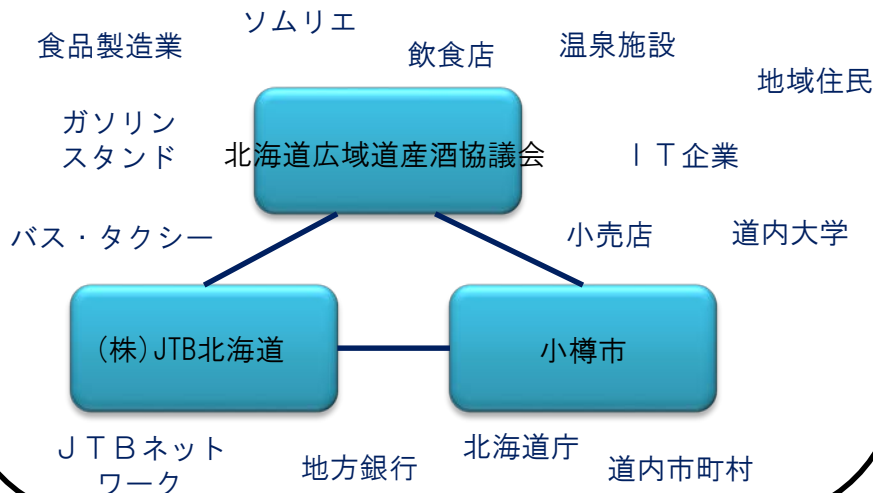 ソムリエ
食品製造業
飲食店
温泉施設
地域住民
ガソリン
スタンド
北海道広域道産酒協議会
ＩＴ企業
バス・タクシー
小売店
道内大学
(株)JTB北海道
小樽市
ＪＴＢネット
ワーク
地方銀行
北海道庁
道内市町村